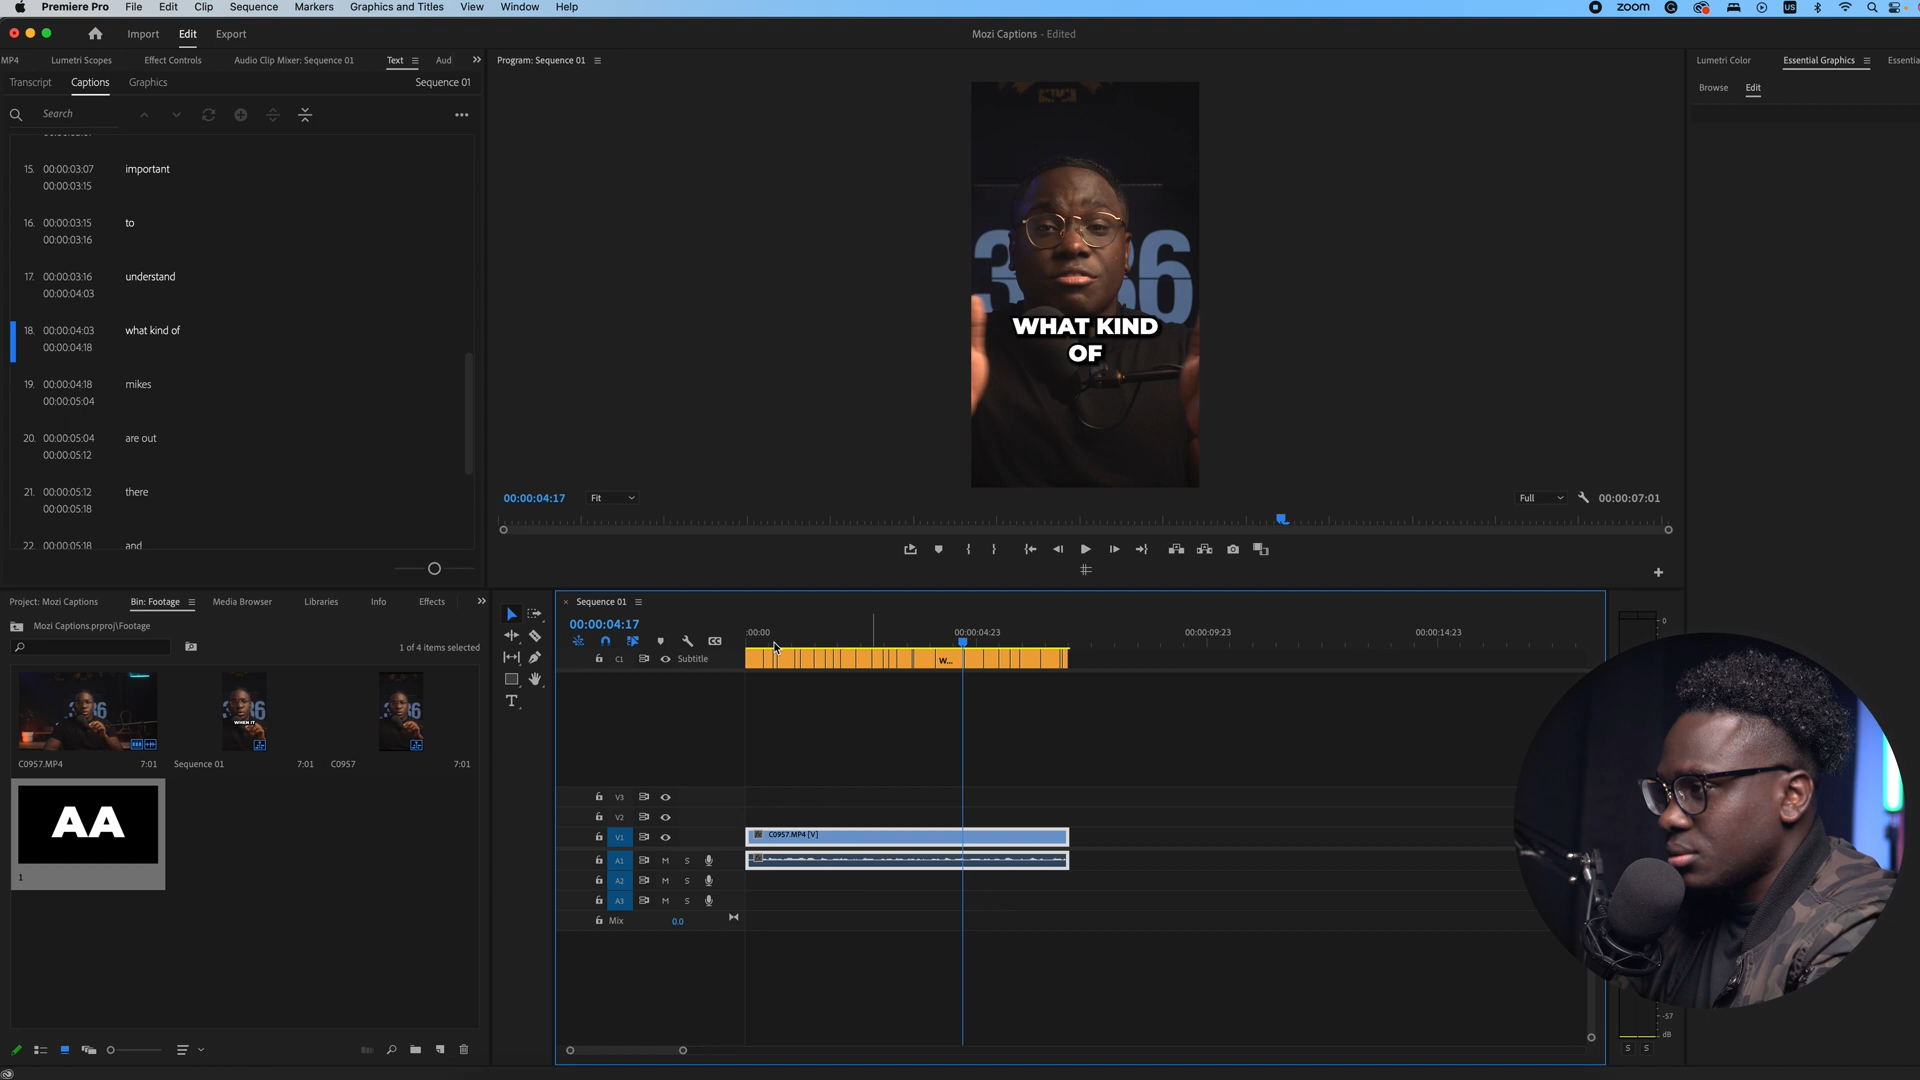 Premiere Pro File Edit Clip Sequence Markers Graphics and Titles View Window Help zoom US
Import Edit Export Mozi Captions - Edited
MP4 Lumetri Scopes Effect Controls Audio Clip Mixer: Sequence 01 Text Aud
Program: Sequence 01
Lumetri Color Essential Graphics Essentia
Transcript Captions Graphics Sequence 01
Browse Edit
Search
15. 00:00:03:07 important
00:00:03:15
16. 00:00:03:15 to
00:00:03:16
17. 00:00:03:16 understand
00:00:04:03
18. 00:00:04:03 what kind of
00:00:04:18
19. 00:00:04:18 mikes
00:00:05:04
20. 00:00:05:04 are out
00:00:05:12
21. 00:00:05:12 there
00:00:05:18
22. 00:00:05:18 and
WHAT KIND
OF
00:00:04:17 Fit Full 00:00:07:01
Project: Mozi Captions Bin: Footage Media Browser Libraries Info Effects
Mozi Captions.prproj\Footage
1 of 4 items selected
WHEN IT
C0957.MP4 7:01 Sequence 01 7:01 C0957 7:01
AA
1
Sequence 01
00:00:04:17
:00:00 00:00:04:23 00:00:09:23 00:00:14:23
C1 Subtitle W...
V3
V2
V1 C0957.MP4 [V]
A1 M S
A2 M S
A3 M S
Mix 0.0
0
-57
dB
S S